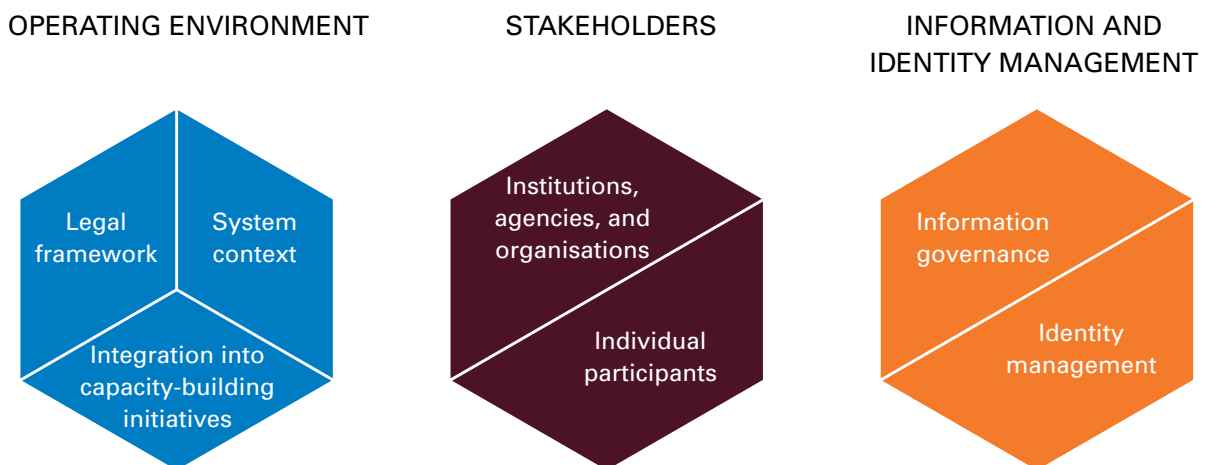 OPERATING ENVIRONMENT
STAKEHOLDERS
INFORMATION AND
IDENTITY MANAGEMENT
Legal
framework
System
context
Integration into
capacity-building
initiatives
Institutions,
agencies, and
organisations
Individual
participants
Information
governance
Identity
management